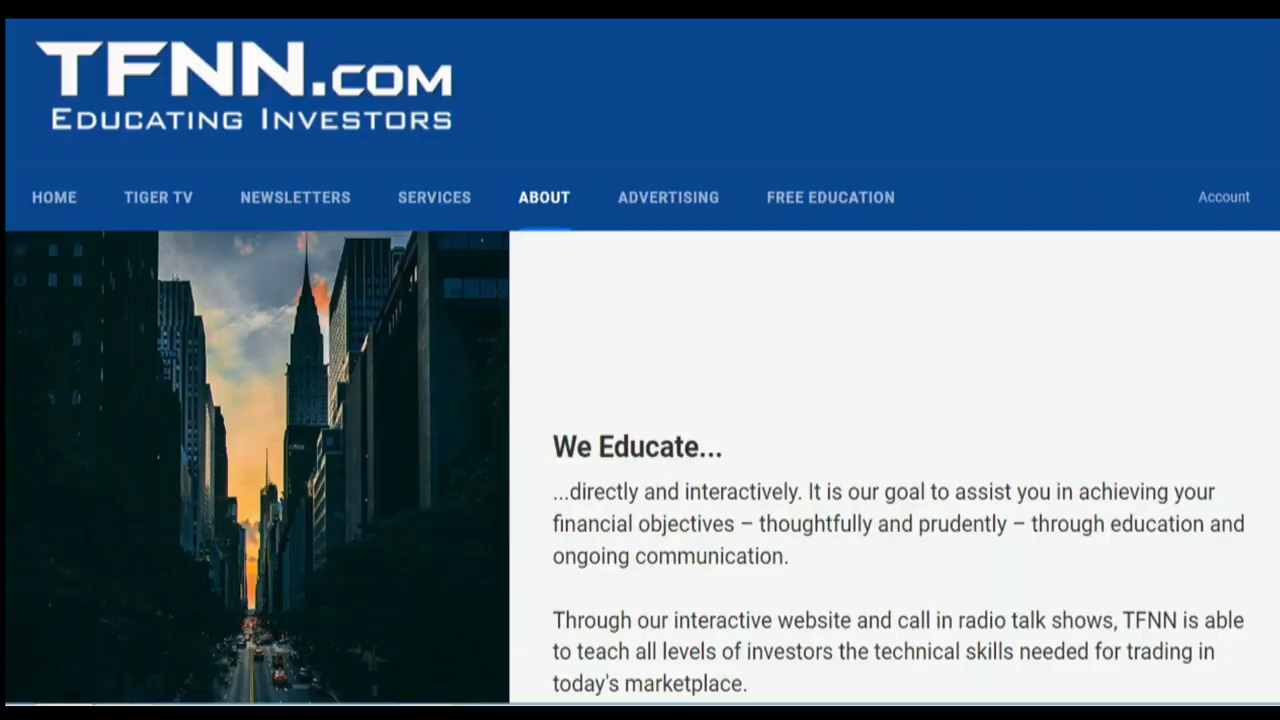 TFNN.COM
EDUCATING INVESTORS
HOME TIGER TV NEWSLETTERS SERVICES ABOUT ADVERTISING FREE EDUCATION Account
We Educate...
...directly and interactively. It is our goal to assist you in achieving your
financial objectives – thoughtfully and prudently – through education and
ongoing communication.
Through our interactive website and call in radio talk shows, TFNN is able
to teach all levels of investors the technical skills needed for trading in
today's marketplace.